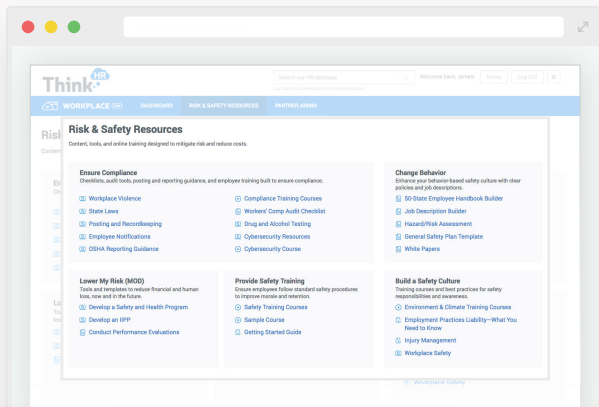 Think HR
Search our HR database
Welcome back, James!
Home
Log Out
WORKPLACE
DASHBOARD
RISK & SAFETY RESOURCES
PARTNER ADMIN
Risk & Safety Resources
Content, tools, and online training designed to mitigate risk and reduce costs.
Ensure Compliance
Checklists, audit tools, posting and reporting guidance, and employee training built to ensure compliance.
Workplace Violence
State Laws
Posting and Recordkeeping
Employee Notifications
OSHA Reporting Guidance
Compliance Training Courses
Workers' Comp Audit Checklist
Drug and Alcohol Testing
Cybersecurity Resources
Cybersecurity Course
Change Behavior
Enhance your behavior-based safety culture with clear
policies and job descriptions.
50-State Employee Handbook Builder
Job Description Builder
Hazard/Risk Assessment
General Safety Plan Template
White Papers
Lower My Risk (MOD)
Tools and templates to reduce financial and human
loss, now and in the future.
Develop a Safety and Health Program
Develop an IIPP
Conduct Performance Evaluations
Provide Safety Training
Ensure employees follow standard safety procedures
to improve morale and retention.
Safety Training Courses
Sample Course
Getting Started Guide
Build a Safety Culture
Training courses and best practices for safety
responsibilities and awareness.
Environment & Climate Training Courses
Employment Practices Liability—What You
Need to Know
Injury Management
Workplace Safety
Workplace Safety